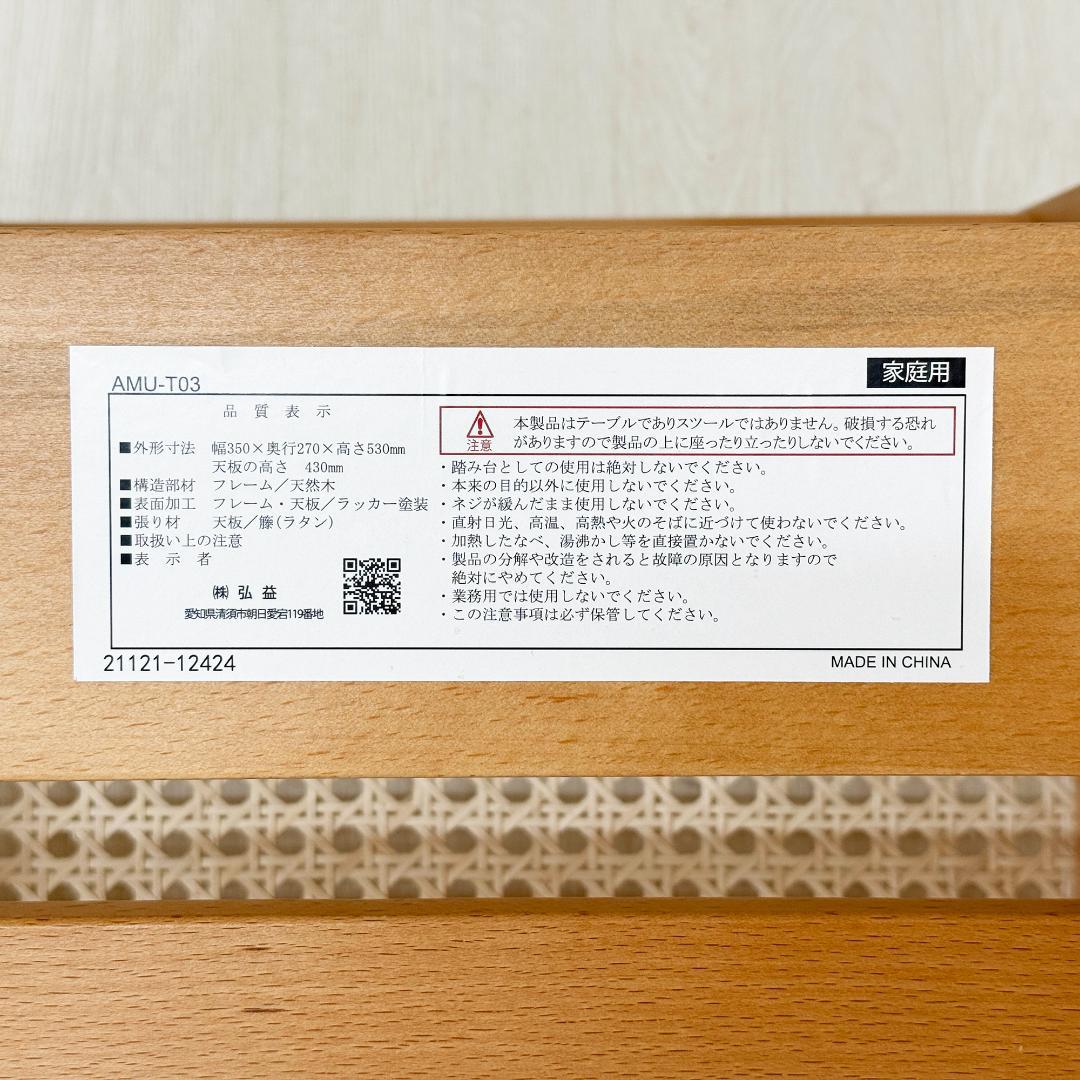 AMU-T03
家庭用
品質表示
■外形寸法 幅350×奥行270×高さ530mm
天板の高さ 430mm
■構造部材 フレーム／天然木
■表面加工 フレーム・天板／ラッカー塗装
■張り材 天板／籐(ラタン)
■取扱い上の注意
■表示者
㈱弘益
愛知県清須市朝日愛宕119番地
注意
本製品はテーブルでありスツールではありません。破損する恐れ
がありますので製品の上に座ったり立ったりしないでください。
・踏み台としての使用は絶対しないでください。
・本来の目的以外に使用しないでください。
・ネジが緩んだまま使用しないでください。
・直射日光、高温、高熱や火のそばに近づけて使わないでください。
・加熱したなべ、湯沸かし等を直接置かないでください。
・製品の分解や改造をされると故障の原因となりますので
絶対にやめてください。
・業務用では使用しないでください。
・この注意事項は必ず保管してください。
21121-12424
MADE IN CHINA